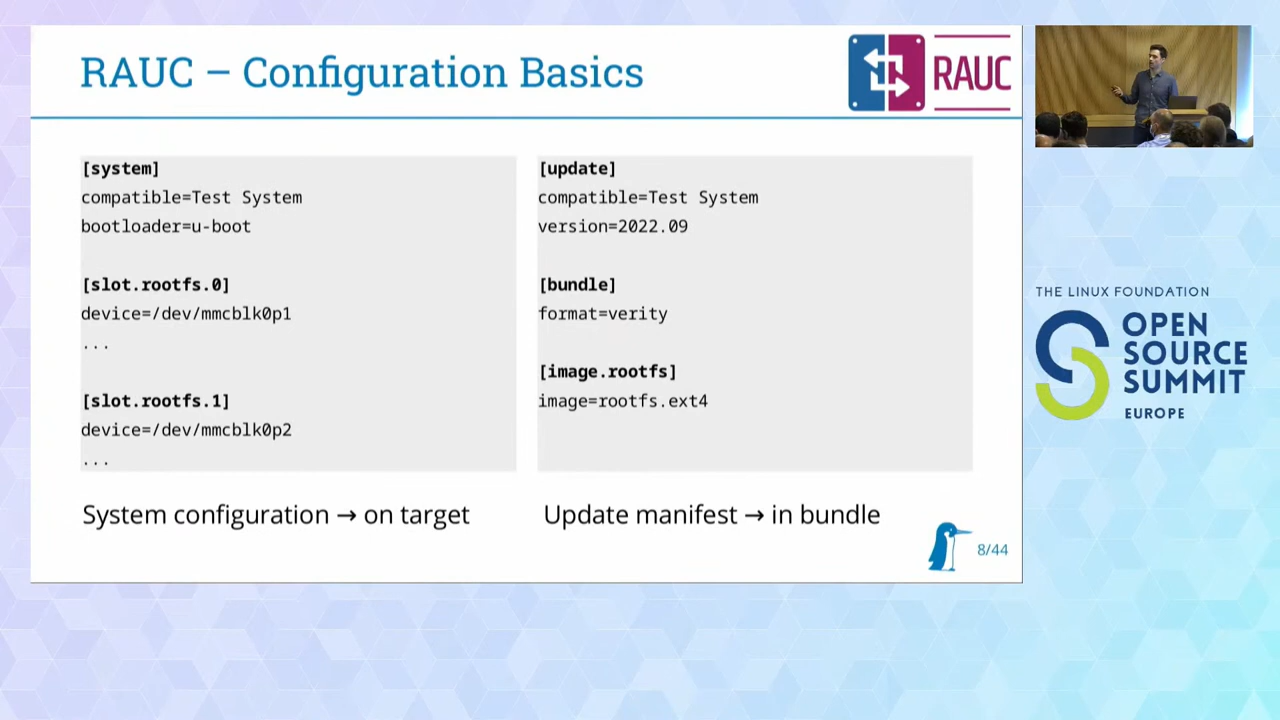 RAUC – Configuration Basics
RAUC
[system]
compatible=Test System
bootloader=u-boot
[slot.rootfs.0]
device=/dev/mmcblk0p1
...
[slot.rootfs.1]
device=/dev/mmcblk0p2
...
System configuration → on target
[update]
compatible=Test System
version=2022.09
[bundle]
format=verity
[image.rootfs]
image=rootfs.ext4
Update manifest → in bundle
8/44
THE LINUX FOUNDATION
OPEN
SOURCE
SUMMIT
EUROPE